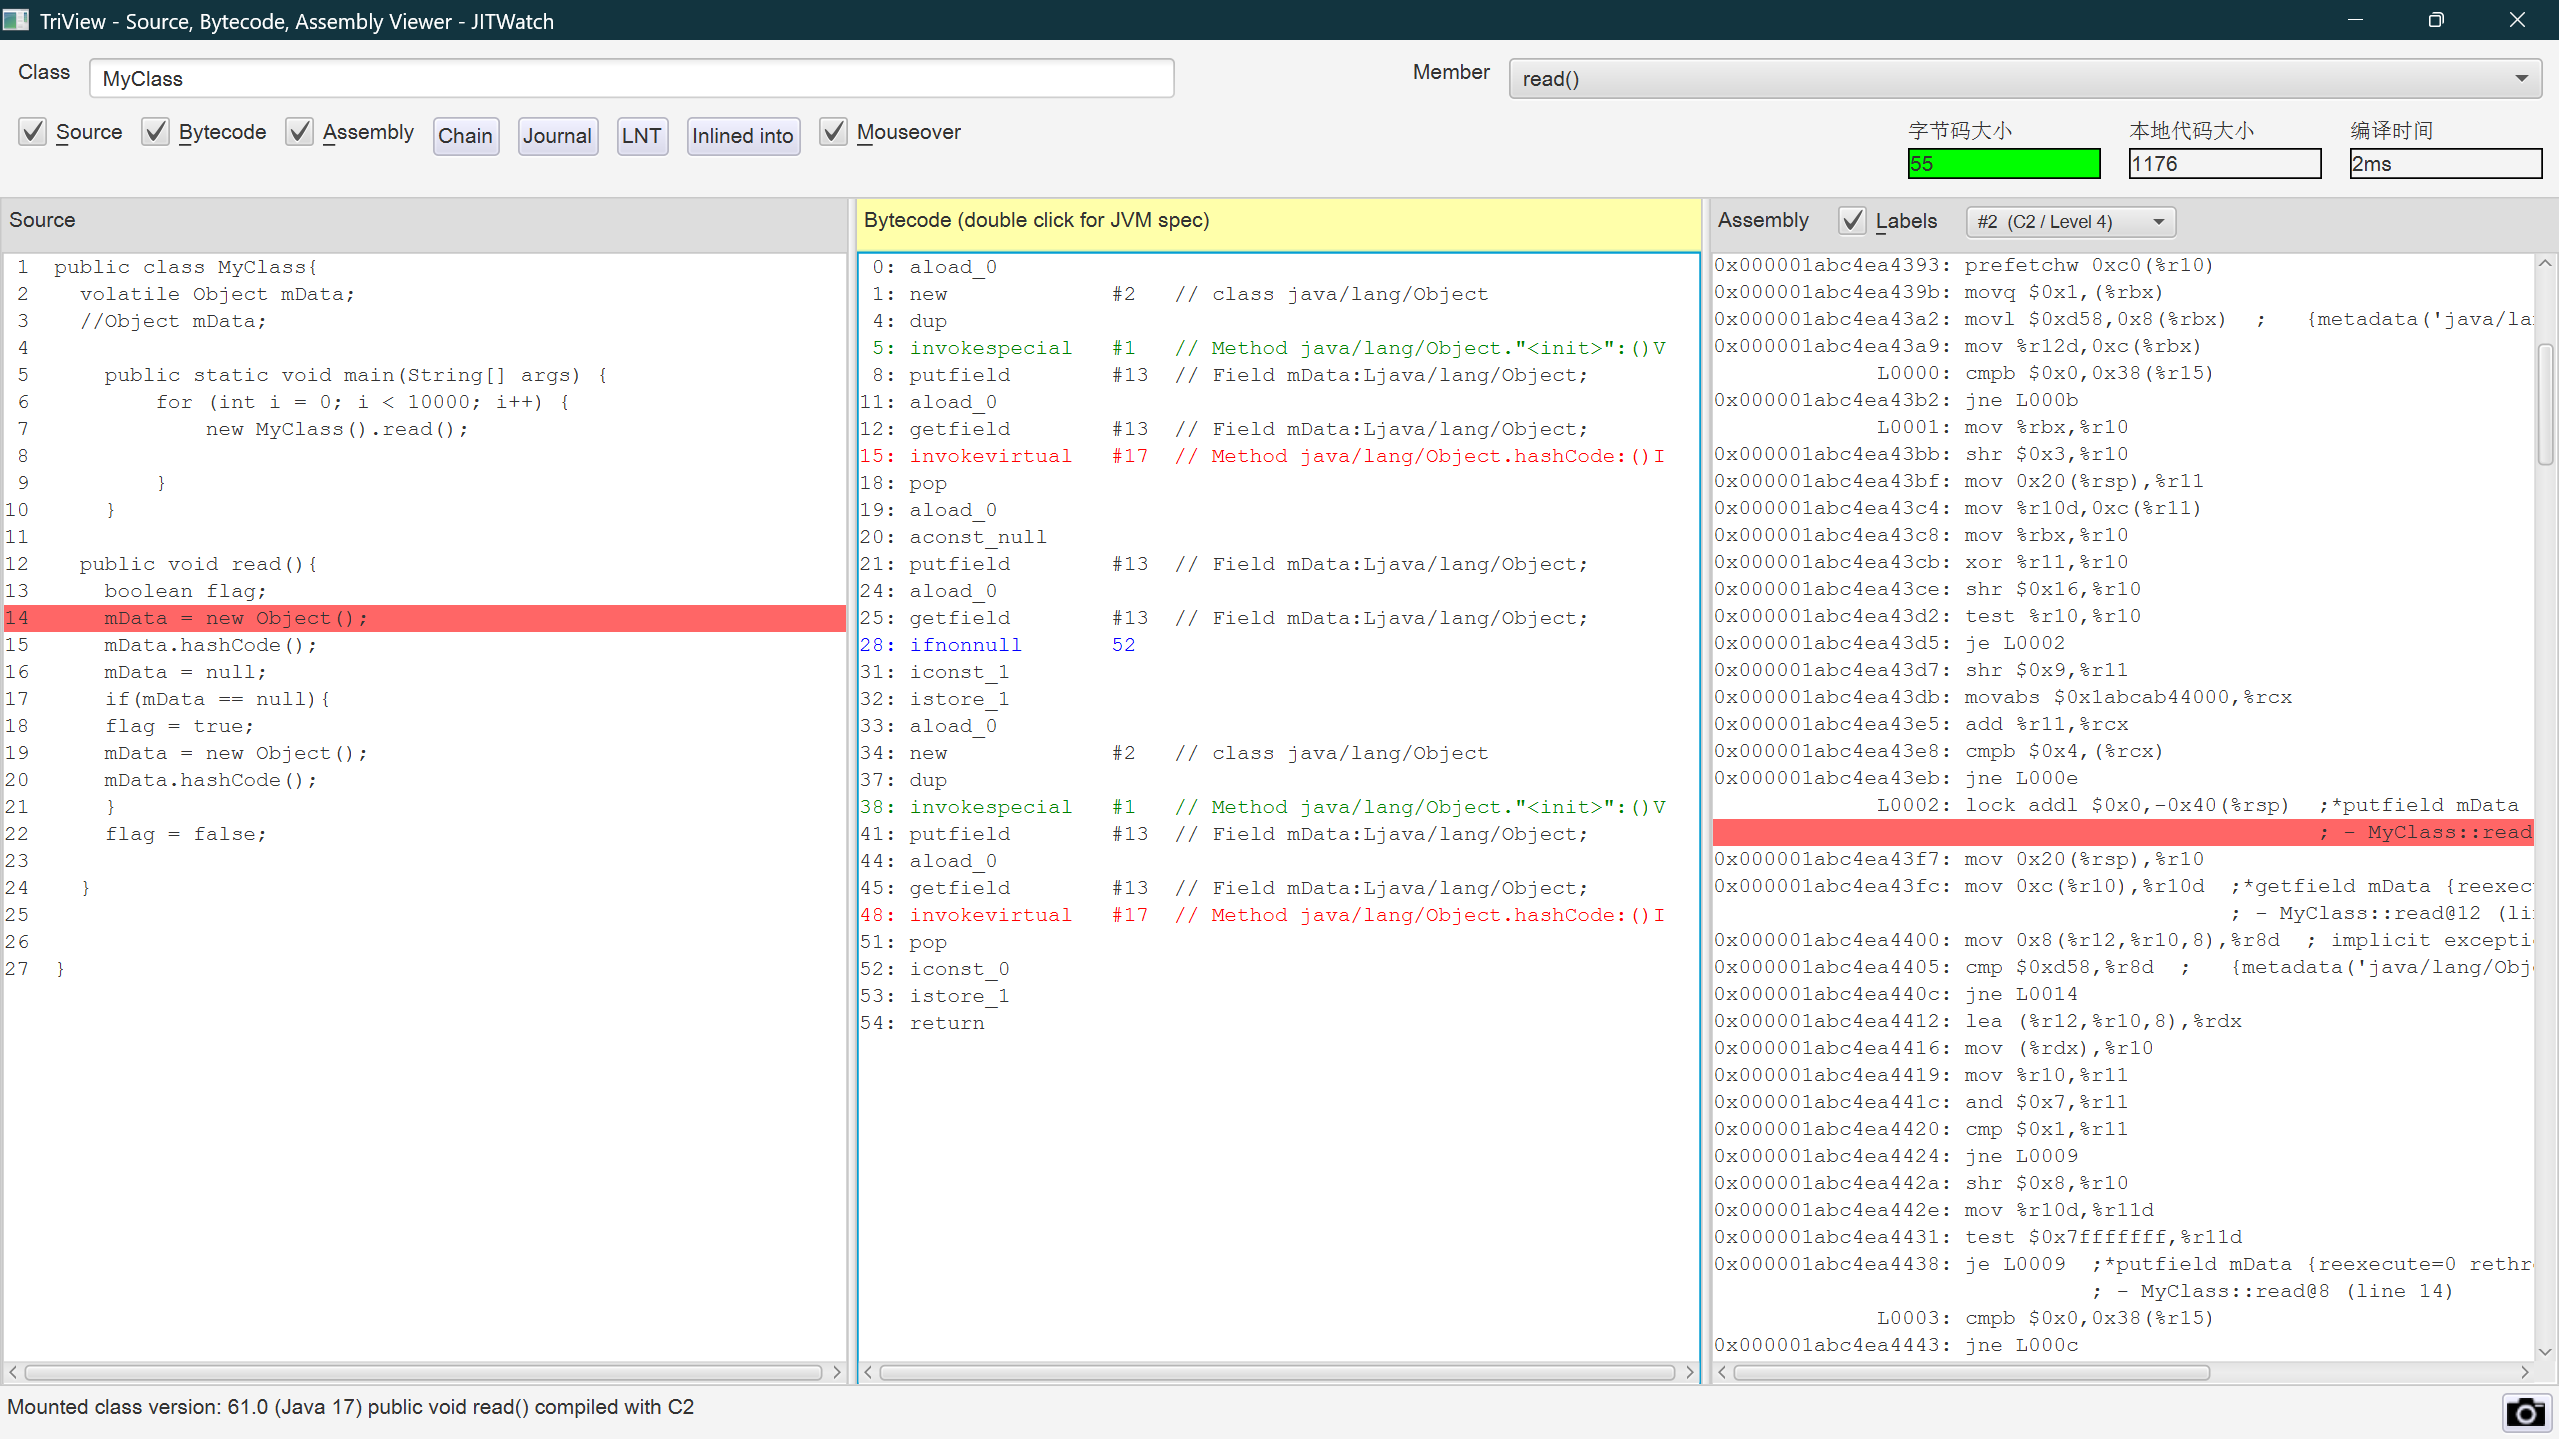 TriView - Source, Bytecode, Assembly Viewer - JITWatch
Class MyClass Member read()
Source Bytecode Assembly Chain Journal LNT Inlined into Mouseover
字节码大小 本地代码大小 编译时间
55 1176 2ms
Source
1 public class MyClass{
2 volatile Object mData;
3 //Object mData;
4
5 public static void main(String[] args) {
6 for (int i = 0; i < 10000; i++) {
7 new MyClass().read();
8
9 }
10 }
11
12 public void read(){
13 boolean flag;
14 mData = new Object();
15 mData.hashCode();
16 mData = null;
17 if(mData == null){
18 flag = true;
19 mData = new Object();
20 mData.hashCode();
21 }
22 flag = false;
23
24 }
25
26
27 }
Bytecode (double click for JVM spec)
0: aload_0
1: new #2 // class java/lang/Object
4: dup
5: invokespecial #1 // Method java/lang/Object."<init>":()V
8: putfield #13 // Field mData:Ljava/lang/Object;
11: aload_0
12: getfield #13 // Field mData:Ljava/lang/Object;
15: invokevirtual #17 // Method java/lang/Object.hashCode:()I
18: pop
19: aload_0
20: aconst_null
21: putfield #13 // Field mData:Ljava/lang/Object;
24: aload_0
25: getfield #13 // Field mData:Ljava/lang/Object;
28: ifnonnull 52
31: iconst_1
32: istore_1
33: aload_0
34: new #2 // class java/lang/Object
37: dup
38: invokespecial #1 // Method java/lang/Object."<init>":()V
41: putfield #13 // Field mData:Ljava/lang/Object;
44: aload_0
45: getfield #13 // Field mData:Ljava/lang/Object;
48: invokevirtual #17 // Method java/lang/Object.hashCode:()I
51: pop
52: iconst_0
53: istore_1
54: return
Assembly Labels #2 (C2 / Level 4)
0x000001abc4ea4393: prefetchw 0xc0(%r10)
0x000001abc4ea439b: movq $0x1,(%rbx)
0x000001abc4ea43a2: movl $0xd58,0x8(%rbx) ; {metadata('java/la
0x000001abc4ea43a9: mov %r12d,0xc(%rbx)
L0000: cmpb $0x0,0x38(%r15)
0x000001abc4ea43b2: jne L000b
L0001: mov %rbx,%r10
0x000001abc4ea43bb: shr $0x3,%r10
0x000001abc4ea43bf: mov 0x20(%rsp),%r11
0x000001abc4ea43c4: mov %r10d,0xc(%r11)
0x000001abc4ea43c8: mov %rbx,%r10
0x000001abc4ea43cb: xor %r11,%r10
0x000001abc4ea43ce: shr $0x16,%r10
0x000001abc4ea43d2: test %r10,%r10
0x000001abc4ea43d5: je L0002
0x000001abc4ea43d7: shr $0x9,%r11
0x000001abc4ea43db: movabs $0x1abcab44000,%rcx
0x000001abc4ea43e5: add %r11,%rcx
0x000001abc4ea43e8: cmpb $0x4,(%rcx)
0x000001abc4ea43eb: jne L000e
L0002: lock addl $0x0,-0x40(%rsp) ;*putfield mData
; - MyClass::read
0x000001abc4ea43f7: mov 0x20(%rsp),%r10
0x000001abc4ea43fc: mov 0xc(%r10),%r10d ;*getfield mData {reexec
; - MyClass::read@12 (li
0x000001abc4ea4400: mov 0x8(%r12,%r10,8),%r8d ; implicit excepti
0x000001abc4ea4405: cmp $0xd58,%r8d ; {metadata('java/lang/Obj
0x000001abc4ea440c: jne L0014
0x000001abc4ea4412: lea (%r12,%r10,8),%rdx
0x000001abc4ea4416: mov (%rdx),%r10
0x000001abc4ea4419: mov %r10,%r11
0x000001abc4ea441c: and $0x7,%r11
0x000001abc4ea4420: cmp $0x1,%r11
0x000001abc4ea4424: jne L0009
0x000001abc4ea442a: shr $0x8,%r10
0x000001abc4ea442e: mov %r10d,%r11d
0x000001abc4ea4431: test $0x7fffffff,%r11d
0x000001abc4ea4438: je L0009 ;*putfield mData {reexecute=0 rethr
; - MyClass::read@8 (line 14)
L0003: cmpb $0x0,0x38(%r15)
0x000001abc4ea4443: jne L000c
Mounted class version: 61.0 (Java 17) public void read() compiled with C2